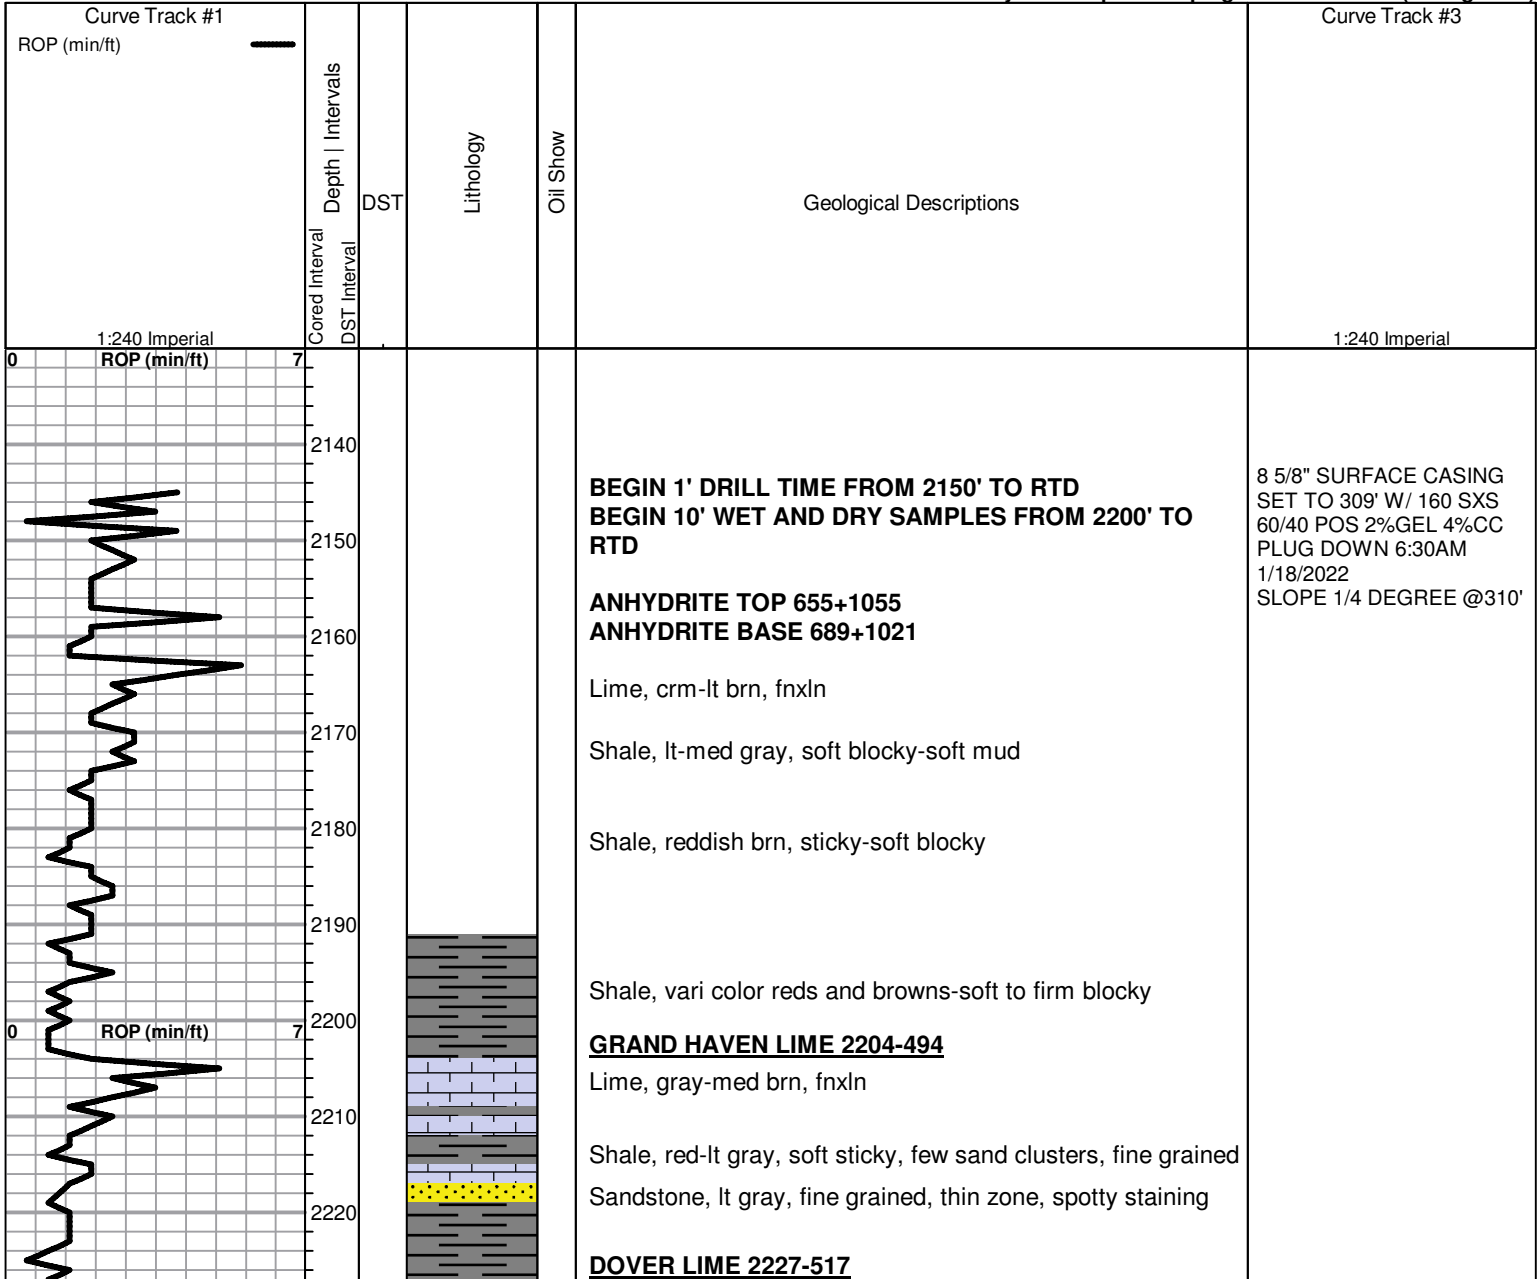 Curve Track #1
ROP (min/ft)
1:240 Imperial
Depth | Intervals
Cored Interval
DST Interval
DST
Lithology
Oil Show
Geological Descriptions
Curve Track #3
1:240 Imperial
0 ROP (min/ft) 7
2140
BEGIN 1' DRILL TIME FROM 2150' TO RTD
BEGIN 10' WET AND DRY SAMPLES FROM 2200' TO
RTD
8 5/8" SURFACE CASING
SET TO 309' W/ 160 SXS
60/40 POS 2%GEL 4%CC
PLUG DOWN 6:30AM
1/18/2022
SLOPE 1/4 DEGREE @310'
2150
ANHYDRITE TOP 655+1055
ANHYDRITE BASE 689+1021
2160
Lime, crm-lt brn, fnxln
2170
Shale, lt-med gray, soft blocky-soft mud
2180
Shale, reddish brn, sticky-soft blocky
2190
Shale, vari color reds and browns-soft to firm blocky
2200
0 ROP (min/ft) 7
GRAND HAVEN LIME 2204-494
Lime, gray-med brn, fnxln
2210
Shale, red-lt gray, soft sticky, few sand clusters, fine grained
Sandstone, lt gray, fine grained, thin zone, spotty staining
2220
DOVER LIME 2227-517